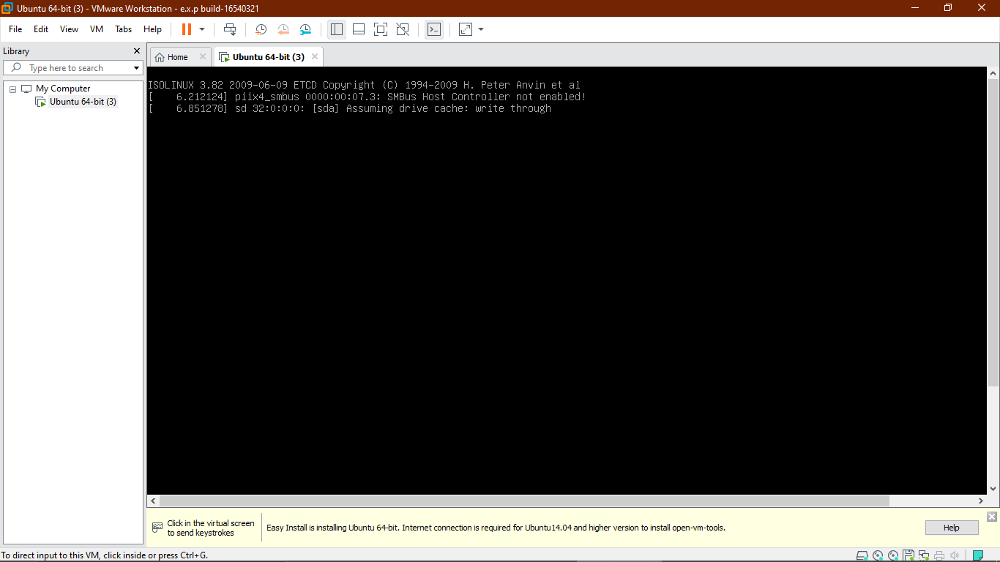 Ubuntu 64-bit (3) - VMware Workstation - e.x.p build-16540321
File Edit View VM Tabs Help
Library
Type here to search
My Computer
Ubuntu 64-bit (3)
Home
Ubuntu 64-bit (3)
ISOLINUX 3.82 2009-06-09 ETCD Copyright (C) 1994-2009 H. Peter Anvin et al
[    6.212124] piix4_smbus 0000:00:07.3: SMBus Host Controller not enabled!
[    6.851278] sd 32:0:0:0: [sda] Assuming drive cache: write through
Click in the virtual screen
to send keystrokes
Easy Install is installing Ubuntu 64-bit. Internet connection is required for Ubuntu14.04 and higher version to install open-vm-tools.
Help
To direct input to this VM, click inside or press Ctrl+G.